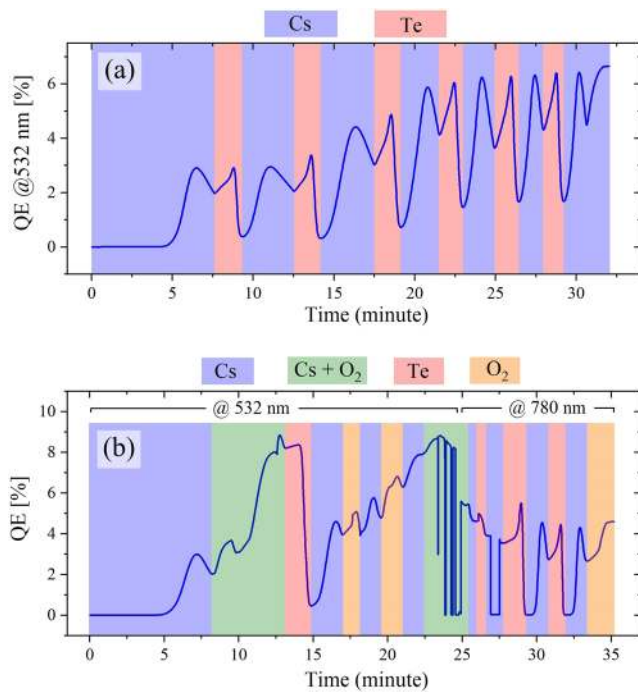 Cs Te
(a)
QE @532 nm [%]
6
4
2
0
0 5 10 15 20 25 30
Time (minute)
Cs Cs + O₂ Te O₂
@ 532 nm @ 780 nm
(b)
QE [%]
10
8
6
4
2
0
0 5 10 15 20 25 30 35
Time (minute)